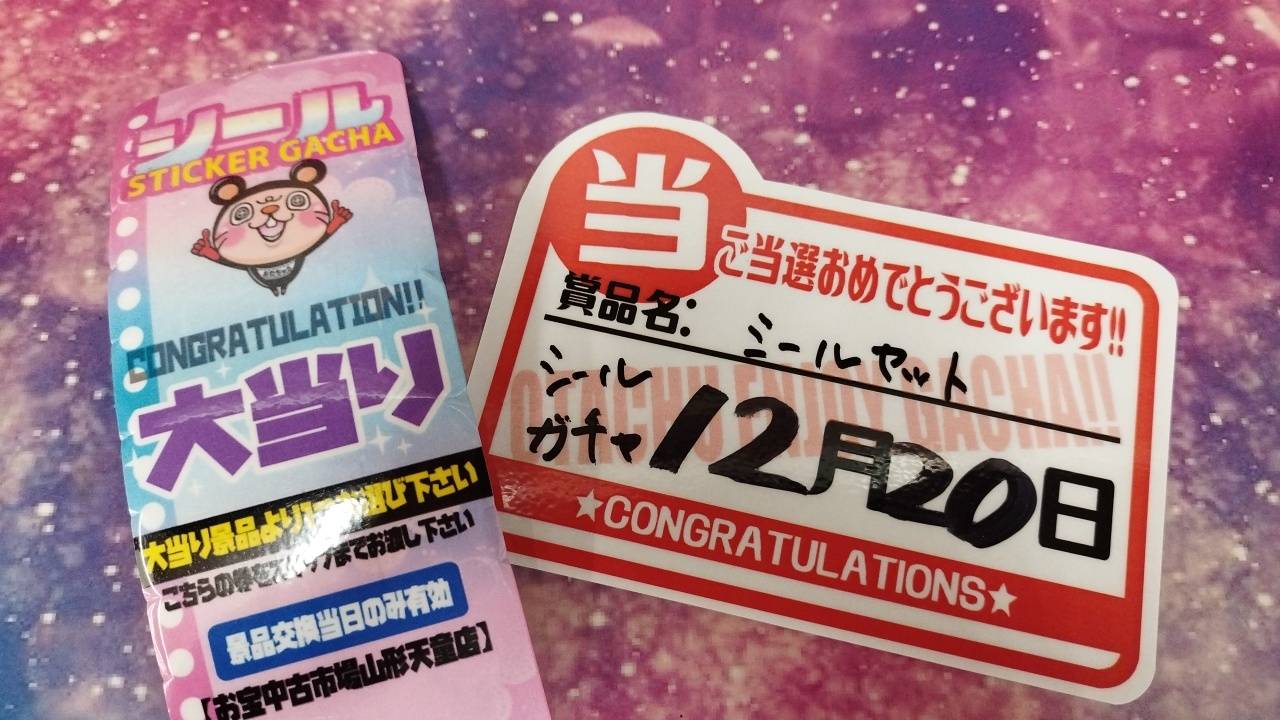 シール
STICKER GACHA
CONGRATULATION!!
大当り
大当り景品より お選び下さい
こちらの券をスタッフまでお渡し下さい
景品交換当日のみ有効
【お宝中古市場山形天童店】
当
ご当選おめでとうございます!!
賞品名: シールセット
シール
ガチャ
12月20日
OTACHU ENJOY GACHA!!
★CONGRATULATIONS★